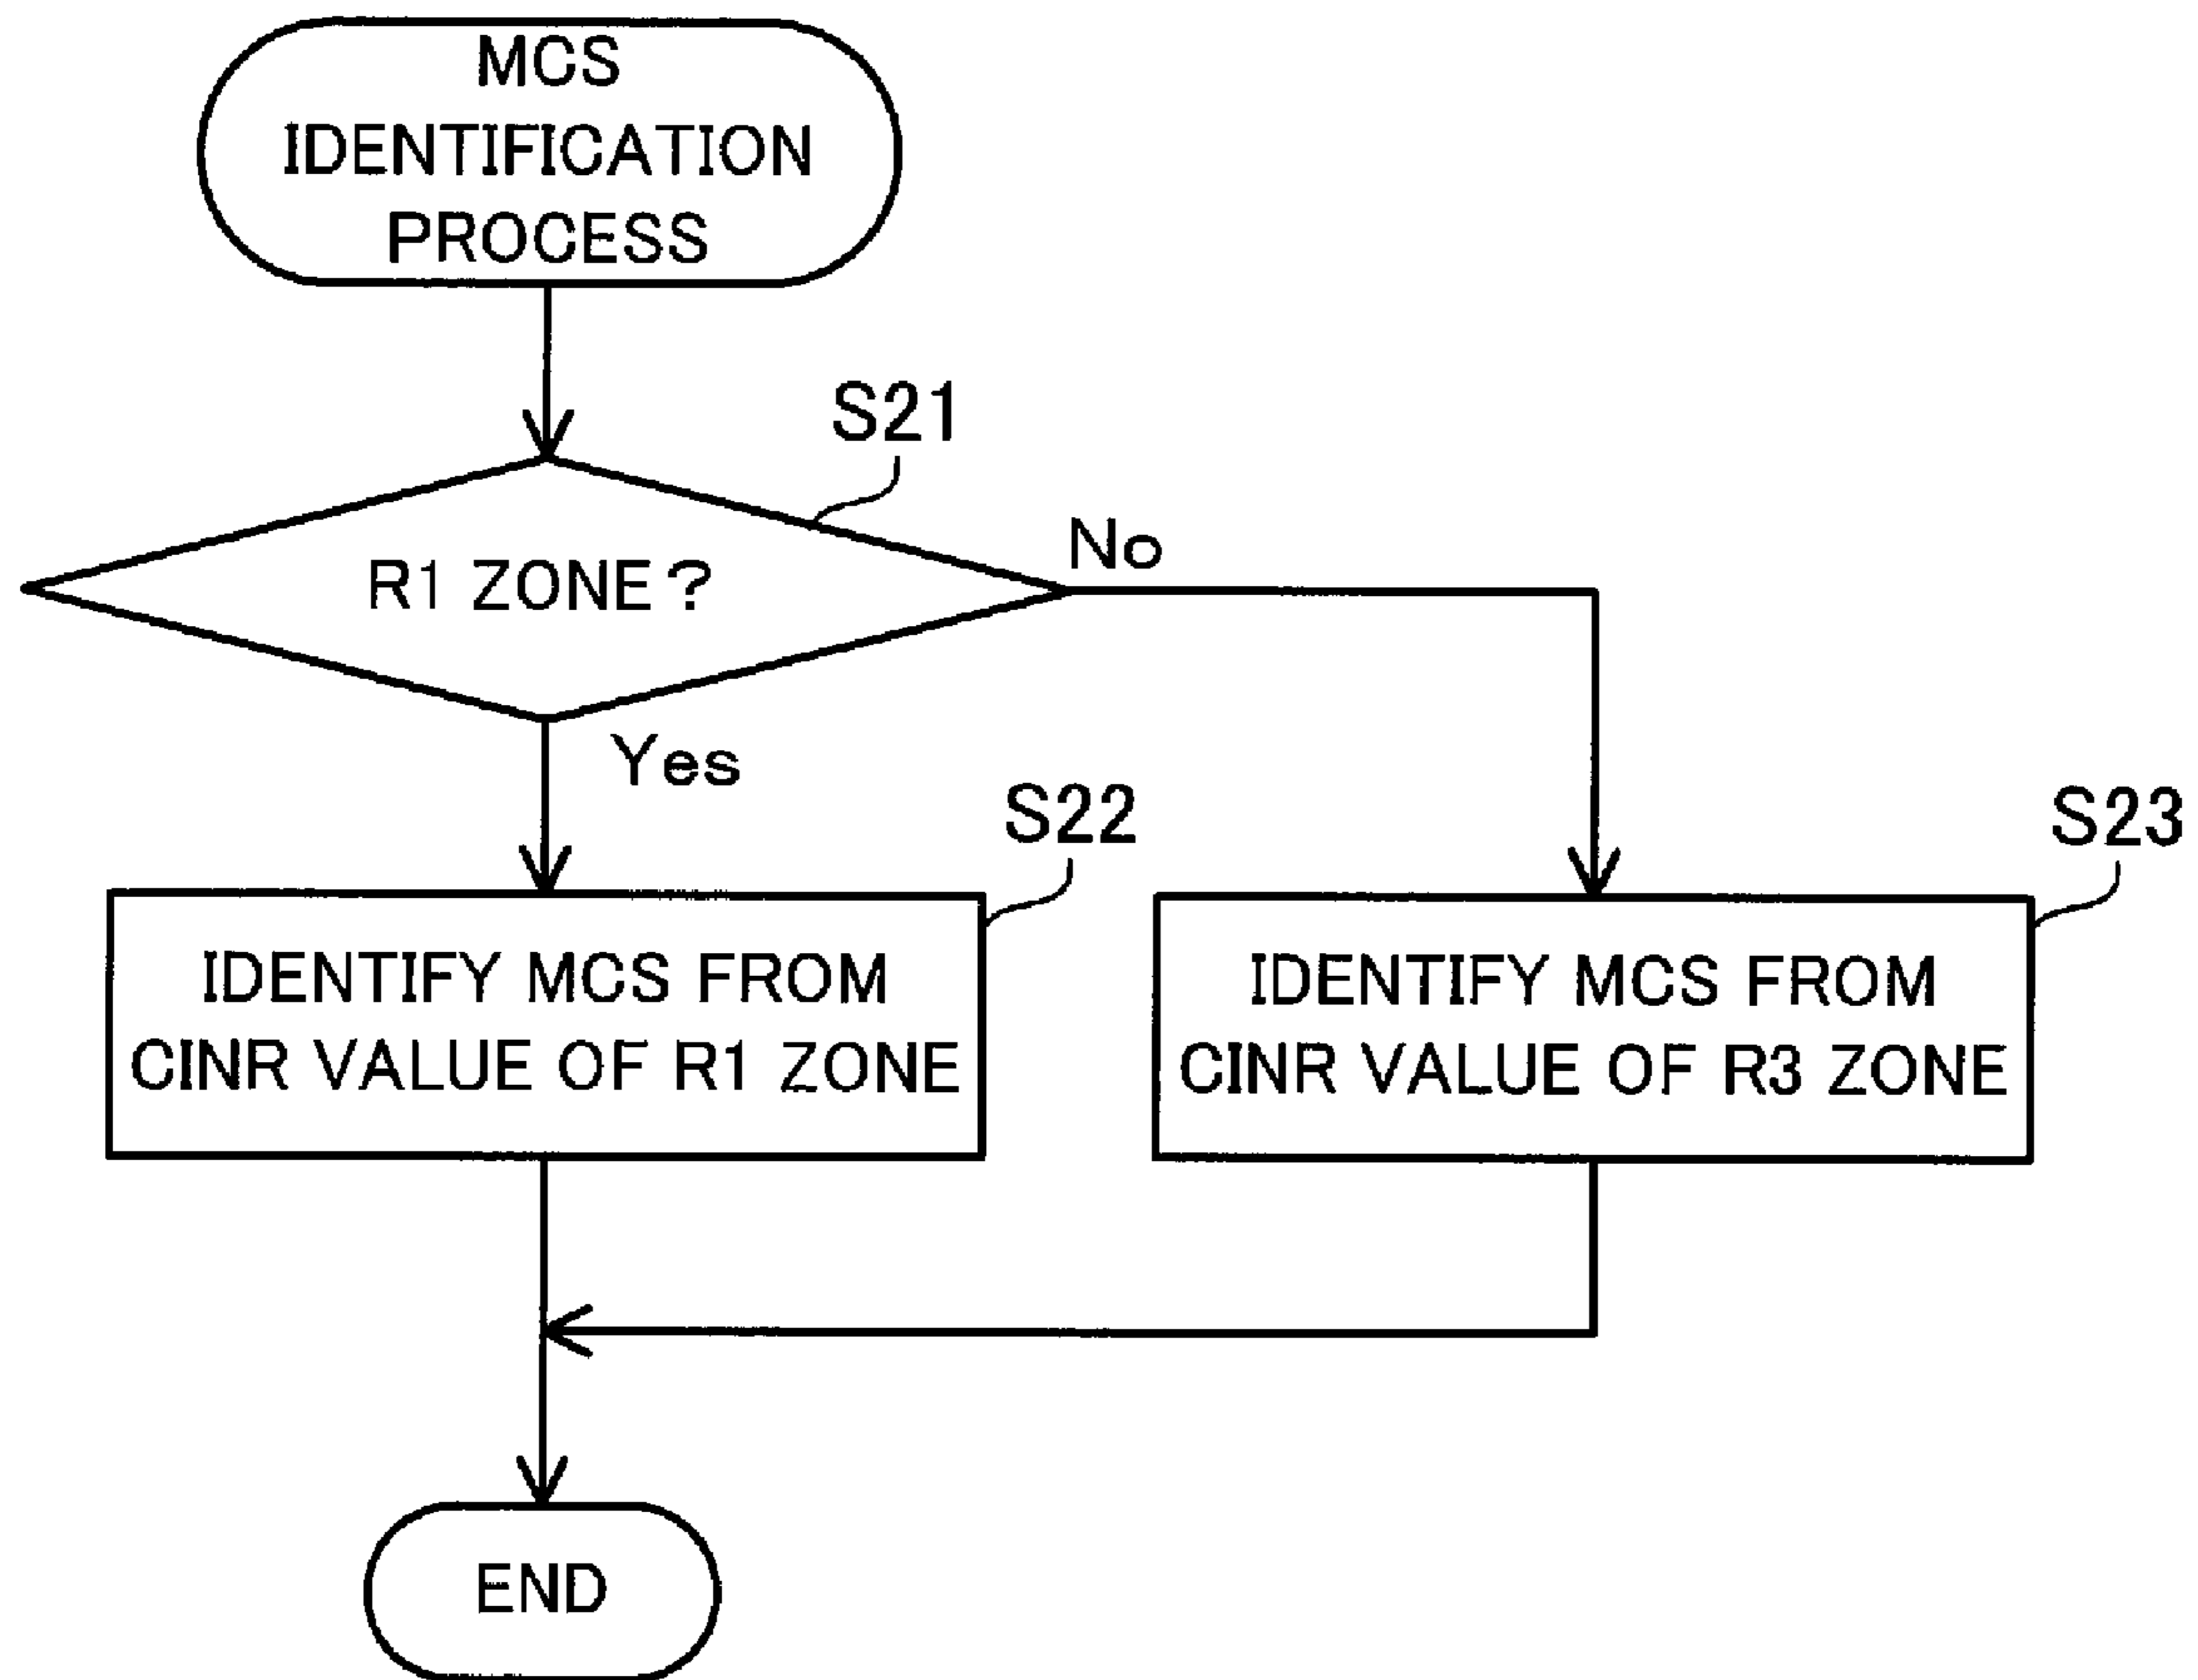 MCS
IDENTIFICATION
PROCESS
S21
R1 ZONE?
No
Yes
S22
IDENTIFY MCS FROM
CINR VALUE OF R1 ZONE
S23
IDENTIFY MCS FROM
CINR VALUE OF R3 ZONE
END